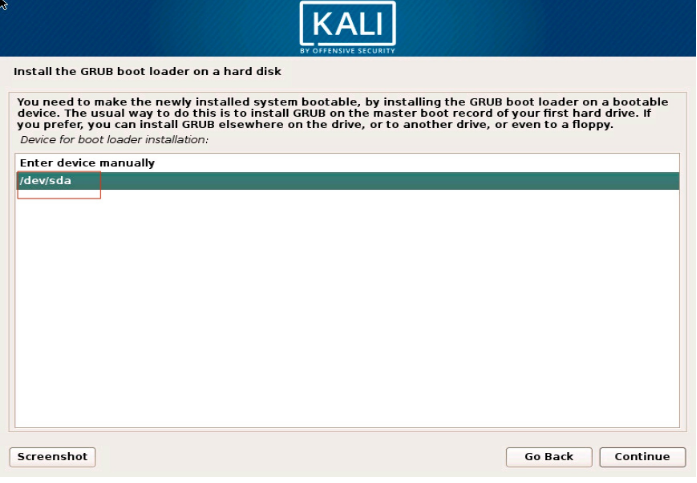 KALI
BY OFFENSIVE SECURITY
Install the GRUB boot loader on a hard disk
You need to make the newly installed system bootable, by installing the GRUB boot loader on a bootable
device. The usual way to do this is to install GRUB on the master boot record of your first hard drive. If
you prefer, you can install GRUB elsewhere on the drive, or to another drive, or even to a floppy.
Device for boot loader installation:
Enter device manually
/dev/sda
Screenshot
Go Back
Continue